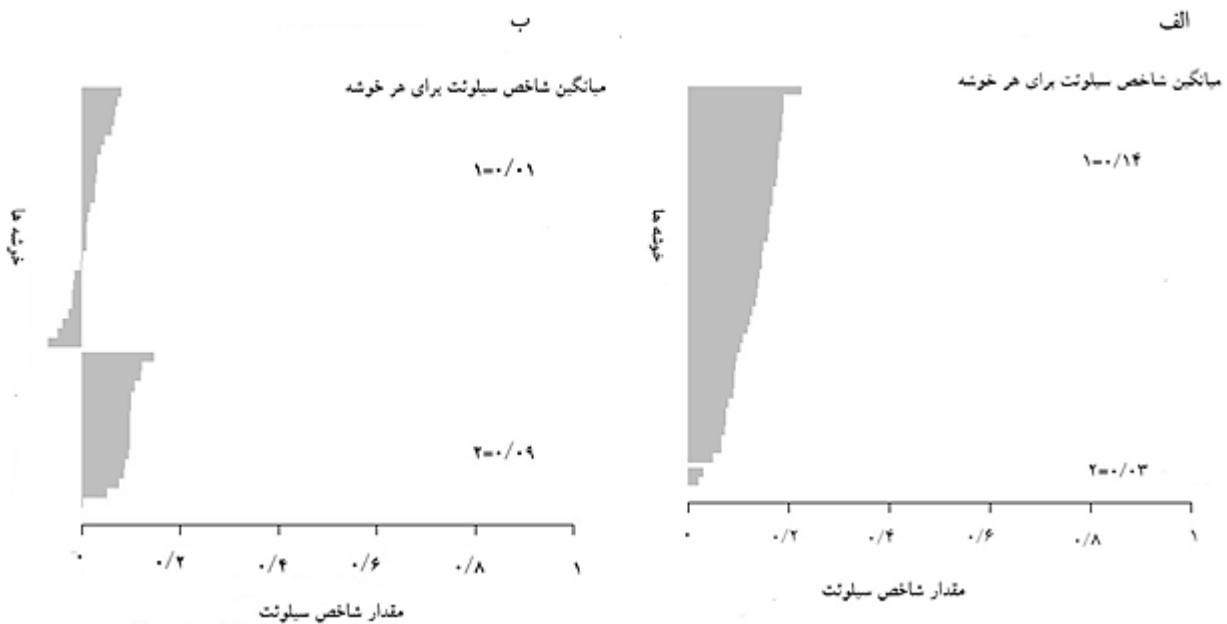 الف
میانگین شاخص سیلوئت برای هر خوشه
۱=۰/۱۴
خوشه‌ها
۲=۰/۰۳
۰ ۰/۲ ۰/۴ ۰/۶ ۰/۸ ۱
مقدار شاخص سیلوئت
ب
میانگین شاخص سیلوئت برای هر خوشه
۱=۰/۰۱
خوشه ها
۲=۰/۰۹
۰ ۰/۲ ۰/۴ ۰/۶ ۰/۸ ۱
مقدار شاخص سیلوئت